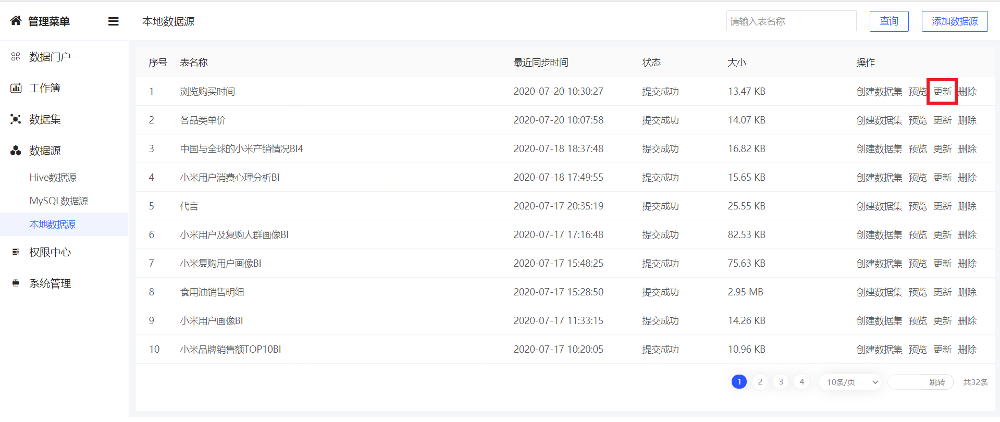 管理菜单
本地数据源
请输入表名称
查询
添加数据源
数据门户
工作簿
数据集
数据源
Hive数据源
MySQL数据源
本地数据源
权限中心
系统管理
序号 表名称 最近同步时间 状态 大小 操作
1 浏览购买时间 2020-07-20 10:30:27 提交成功 13.47 KB 创建数据集 预览 更新 删除
2 各品类单价 2020-07-20 10:07:58 提交成功 14.07 KB 创建数据集 预览 更新 删除
3 中国与全球的小米产销情况BI4 2020-07-18 18:37:48 提交成功 16.82 KB 创建数据集 预览 更新 删除
4 小米用户消费心理分析BI 2020-07-18 17:49:55 提交成功 15.65 KB 创建数据集 预览 更新 删除
5 代言 2020-07-17 20:35:19 提交成功 25.55 KB 创建数据集 预览 更新 删除
6 小米用户及复购人群画像BI 2020-07-17 17:16:48 提交成功 82.53 KB 创建数据集 预览 更新 删除
7 小米复购用户画像BI 2020-07-17 15:48:25 提交成功 75.63 KB 创建数据集 预览 更新 删除
8 食用油销售明细 2020-07-17 15:28:50 提交成功 2.95 MB 创建数据集 预览 更新 删除
9 小米用户画像BI 2020-07-17 11:33:15 提交成功 14.26 KB 创建数据集 预览 更新 删除
10 小米品牌销售额TOP10BI 2020-07-17 10:20:05 提交成功 10.96 KB 创建数据集 预览 更新 删除
1 2 3 4 10条/页 跳转 共32条